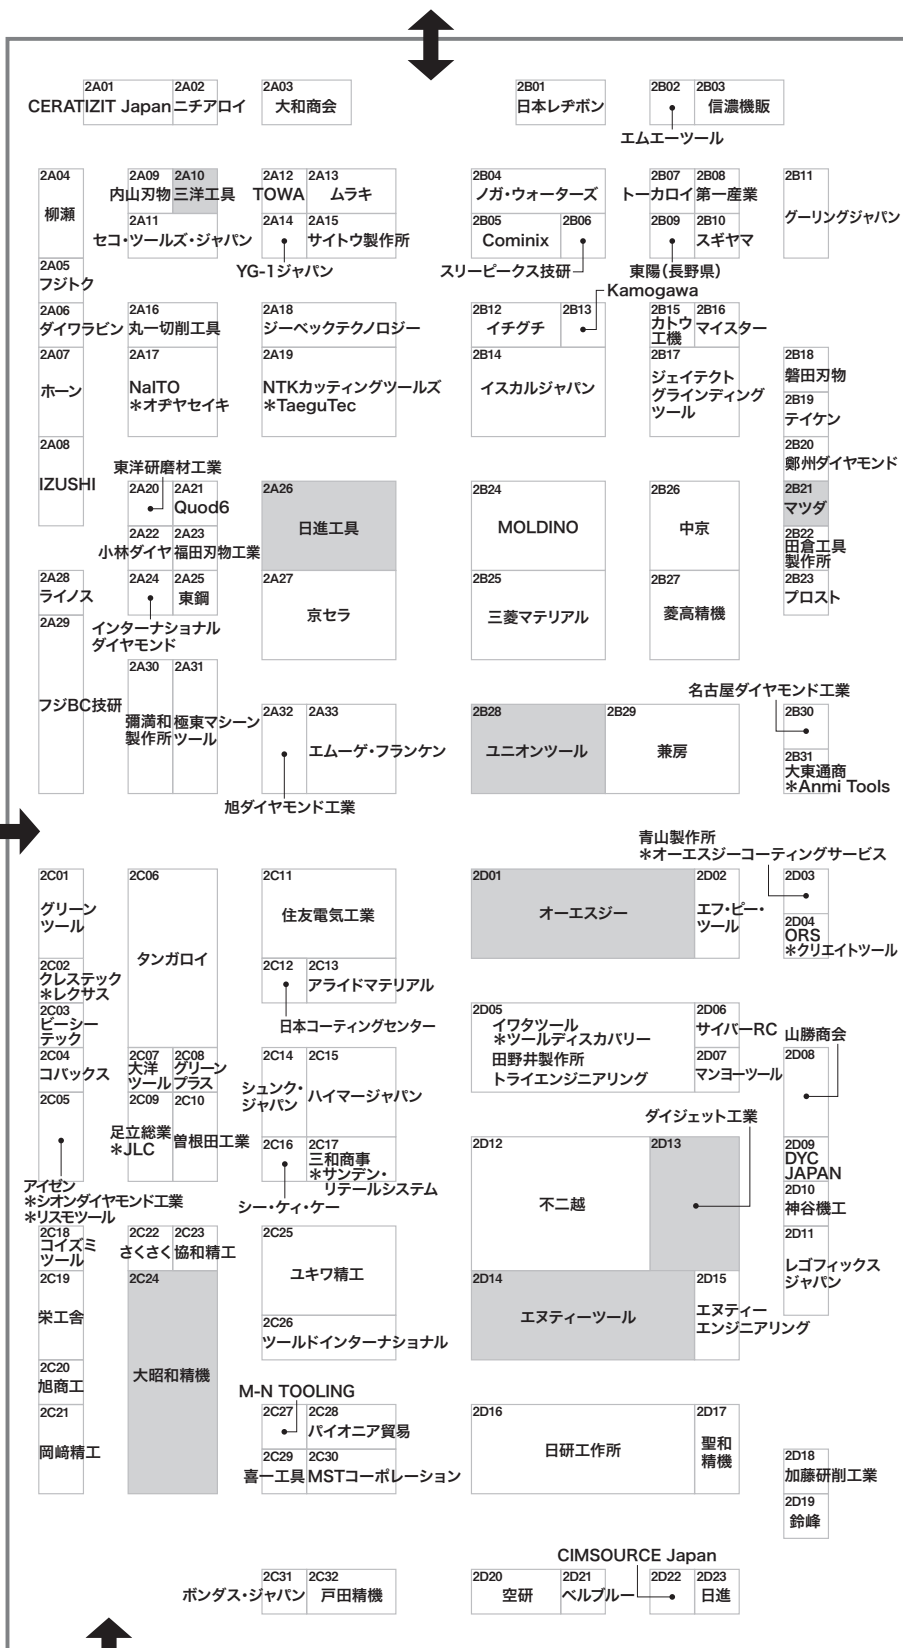 2A01
CERATIZIT Japan
2A02
ニチアロイ
2A03
大和商会
2B01
日本レヂボン
2B02
エムエーツール
2B03
信濃機販
2A04
柳瀬
2A09
内山刃物
2A10
三洋工具
2A11
セコ・ツールズ・ジャパン
2A12
TOWA
2A13
ムラキ
2A14
YG-1ジャパン
2A15
サイトウ製作所
2B04
ノガ・ウォーターズ
2B05
Cominix
2B06
スリーピークス技研
2B07
トーカロイ
2B08
第一産業
2B09
東陽(長野県)
2B10
スギヤマ
2B11
グーリングジャパン
2A05
フジトク
2A06
ダイワラビン
2A07
ホーン
2A08
IZUSHI
2A16
丸一切削工具
2A17
NaITO
＊オヂヤセイキ
2A18
ジーベックテクノロジー
2A19
NTKカッティングツールズ
＊TaeguTec
2B12
イチグチ
Kamogawa
2B13
2B14
イスカルジャパン
2B15
カトウ
工機
2B16
マイスター
2B17
ジェイテクト
グラインディング
ツール
2B18
磐田刃物
2B19
テイケン
2B20
鄭州ダイヤモンド
2B21
マツダ
2B22
田倉工具
製作所
2B23
プロスト
東洋研磨材工業
2A20
2A21
Quod6
2A22
小林ダイヤ
2A23
福田刃物工業
2A24
インターナショナル
ダイヤモンド
2A25
東鋼
2A26
日進工具
2A27
京セラ
2B24
MOLDINO
2B25
三菱マテリアル
2B26
中京
2B27
菱高精機
2A28
ライノス
2A29
フジBC技研
2A30
彌満和
製作所
2A31
極東マシーン
ツール
2A32
旭ダイヤモンド工業
2A33
エムーゲ・フランケン
2B28
ユニオンツール
2B29
兼房
名古屋ダイヤモンド工業
2B30
2B31
大東通商
＊Anmi Tools
2C01
グリーン
ツール
2C02
クレステック
＊レクサス
2C03
ビーシー
テック
2C04
コバックス
2C05
アイゼン
＊シオンダイヤモンド工業
＊リスモツール
2C06
タンガロイ
2C07
大洋
ツール
2C08
グリーン
プラス
2C09
足立総業
＊JLC
2C10
曽根田工業
2C11
住友電気工業
2C12
日本コーティングセンター
2C13
アライドマテリアル
2C14
シュンク・
ジャパン
2C15
ハイマージャパン
2C16
シー・ケィ・ケー
2C17
三和商事
＊サンデン・
リテールシステム
2D01
オーエスジー
2D02
エフ・ピー・
ツール
青山製作所
＊オーエスジーコーティングサービス
2D03
2D04
ORS
＊クリエイトツール
2D05
イワタツール
＊ツールディスカバリー
田野井製作所
トライエンジニアリング
2D06
サイバーRC
2D07
マンヨーツール
山勝商会
2D08
2D09
DYC
JAPAN
2D10
神谷機工
2D11
レゴフィックス
ジャパン
2D12
不二越
ダイジェット工業
2D13
2D14
エヌティーツール
2D15
エヌティー
エンジニアリング
2C18
コイズミ
ツール
2C19
栄工舎
2C20
旭商工
2C21
岡﨑精工
2C22
さくさく
2C23
協和精工
2C24
大昭和精機
2C25
ユキワ精工
2C26
ツールドインターナショナル
M-N TOOLING
2C27
2C28
パイオニア貿易
2C29
喜一工具
2C30
MSTコーポレーション
2D16
日研工作所
2D17
聖和
精機
2D18
加藤研削工業
2D19
鈴峰
2C31
ボンダス・ジャパン
2C32
戸田精機
2D20
空研
2D21
ベルブルー
CIMSOURCE Japan
2D22
2D23
日進